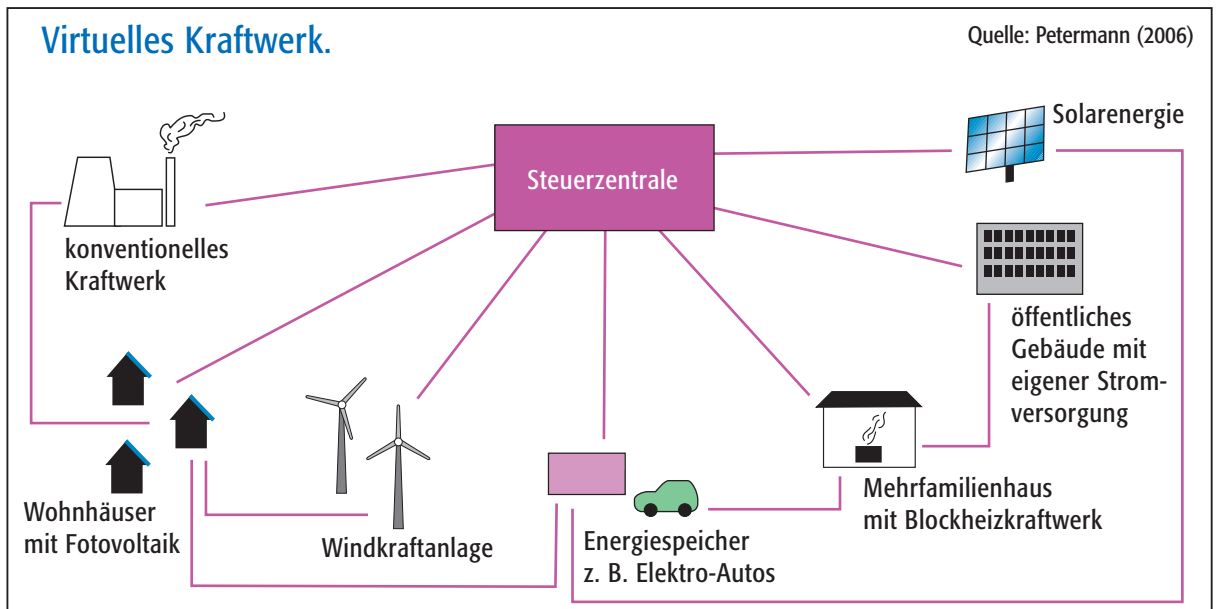 Virtuelles Kraftwerk.
Quelle: Petermann (2006)
Solarenergie
Steuerzentrale
konventionelles
Kraftwerk
öffentliches
Gebäude mit
eigener Strom-
versorgung
Wohnhäuser
mit Fotovoltaik
Windkraftanlage
Energiespeicher
z. B. Elektro-Autos
Mehrfamilienhaus
mit Blockheizkraftwerk